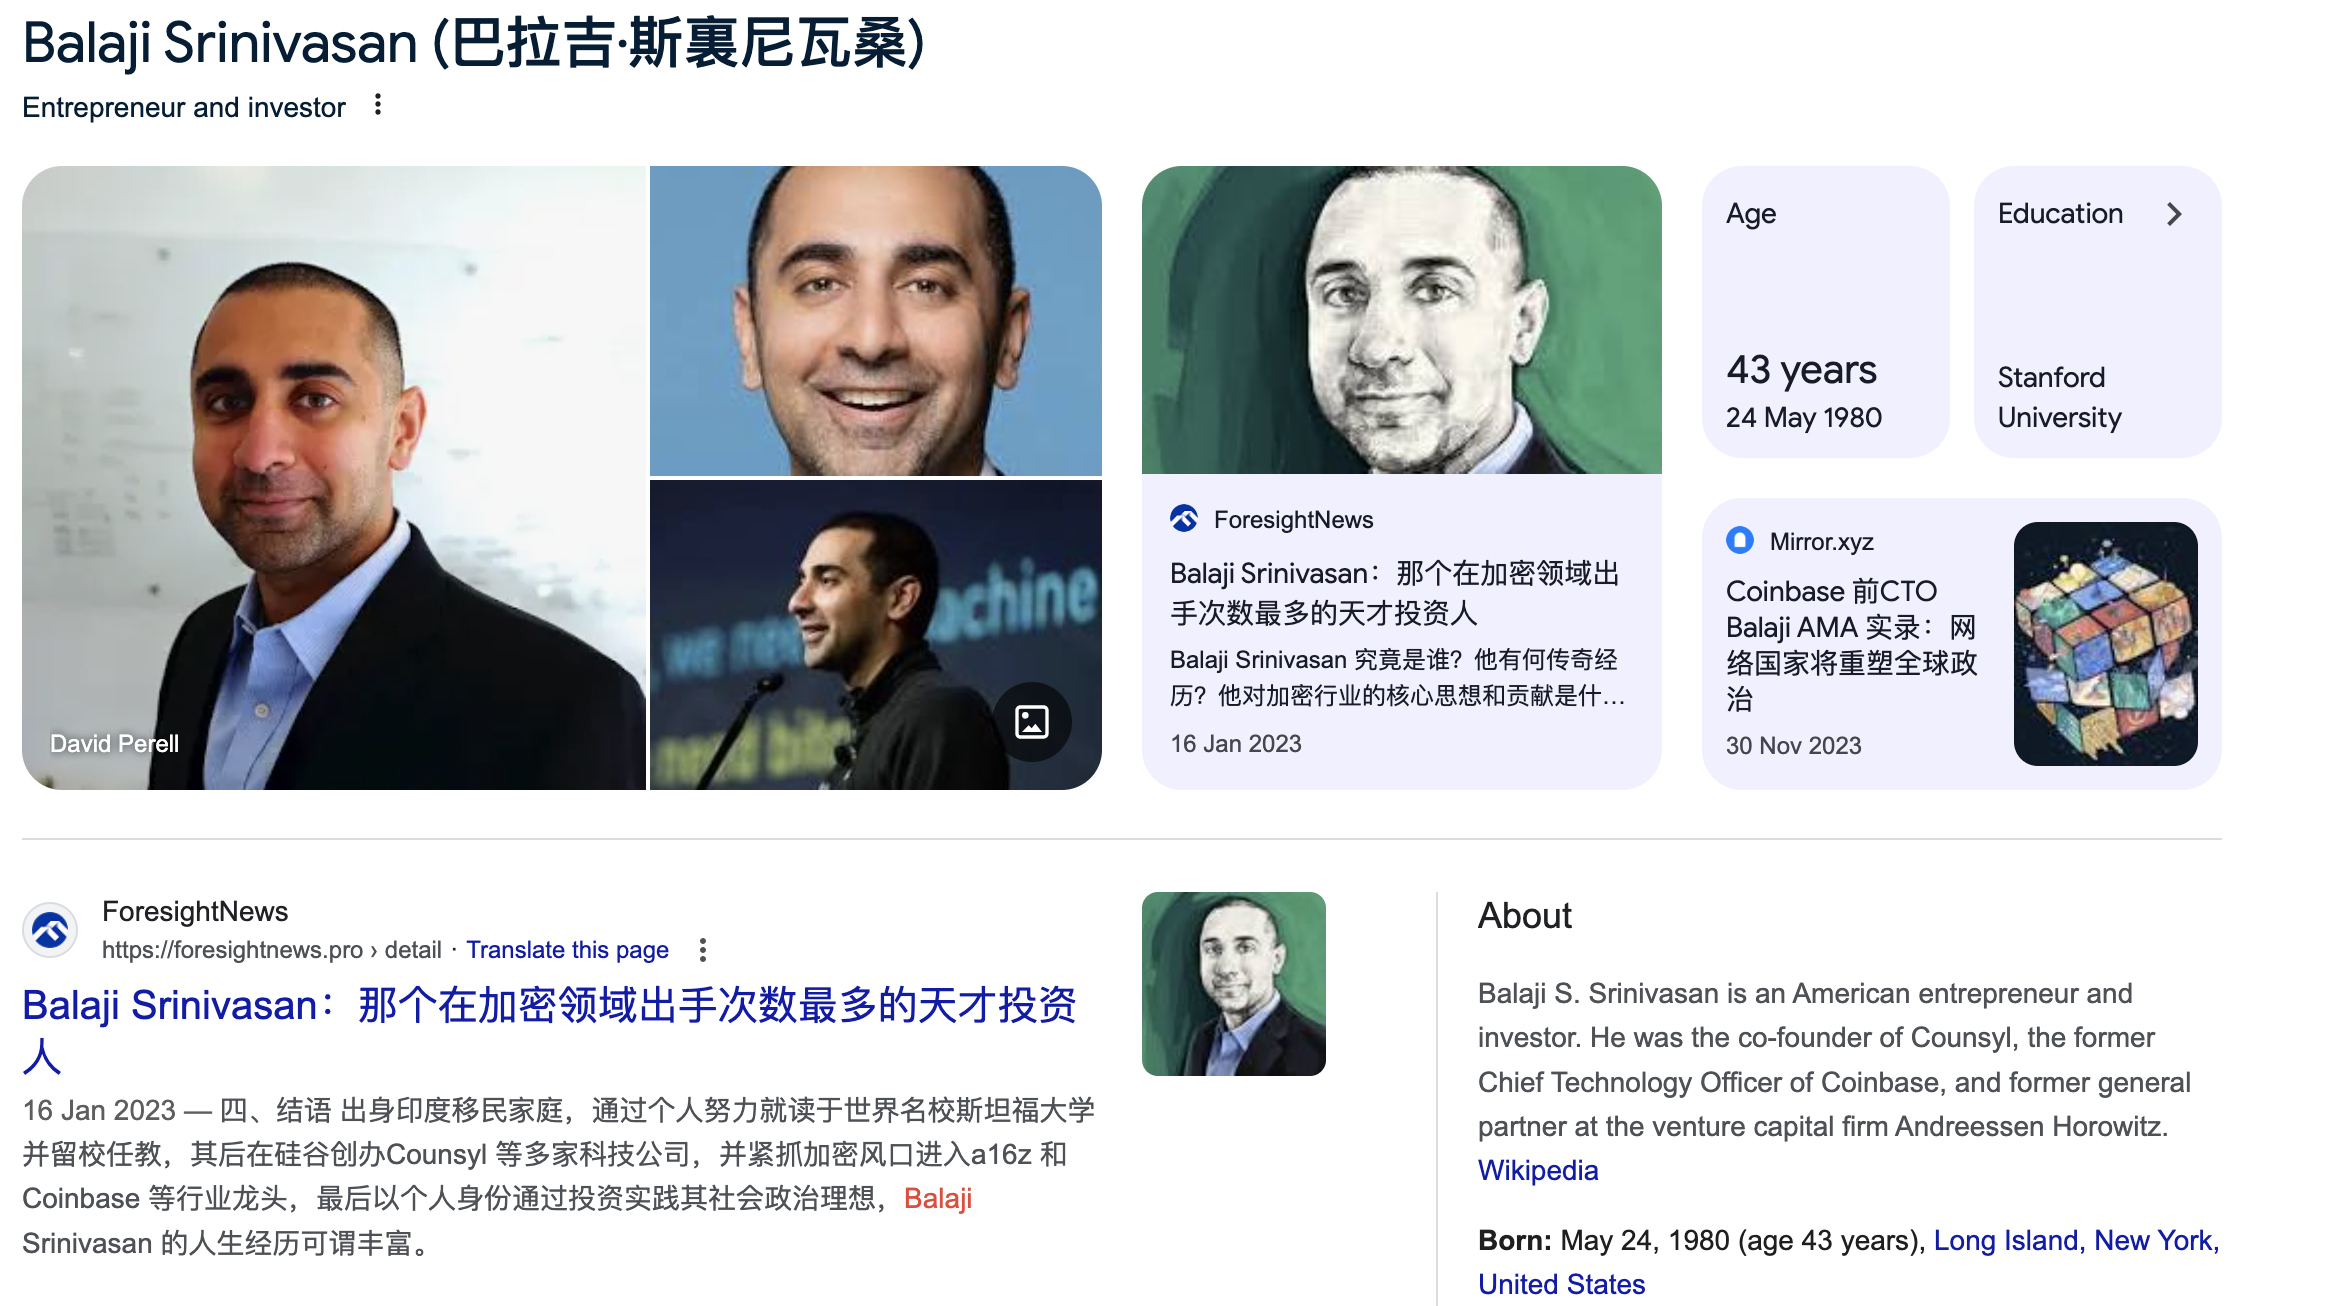 Balaji Srinivasan (巴拉吉·斯裏尼瓦桑)
Entrepreneur and investor
David Perell
achine
ForesightNews
Balaji Srinivasan：那个在加密领域出
手次数最多的天才投资人
Balaji Srinivasan 究竟是谁？他有何传奇经
历？他对加密行业的核心思想和贡献是什…
16 Jan 2023
Age
43 years
24 May 1980
Education
Stanford
University
Mirror.xyz
Coinbase 前CTO
Balaji AMA 实录：网
络国家将重塑全球政
治
30 Nov 2023
ForesightNews
https://foresightnews.pro › detail · Translate this page
Balaji Srinivasan：那个在加密领域出手次数最多的天才投资
人
16 Jan 2023 — 四、结语 出身印度移民家庭，通过个人努力就读于世界名校斯坦福大学
并留校任教，其后在硅谷创办Counsyl 等多家科技公司，并紧抓加密风口进入a16z 和
Coinbase 等行业龙头，最后以个人身份通过投资实践其社会政治理想，Balaji
Srinivasan 的人生经历可谓丰富。
About
Balaji S. Srinivasan is an American entrepreneur and
investor. He was the co-founder of Counsyl, the former
Chief Technology Officer of Coinbase, and former general
partner at the venture capital firm Andreessen Horowitz.
Wikipedia
Born: May 24, 1980 (age 43 years), Long Island, New York,
United States